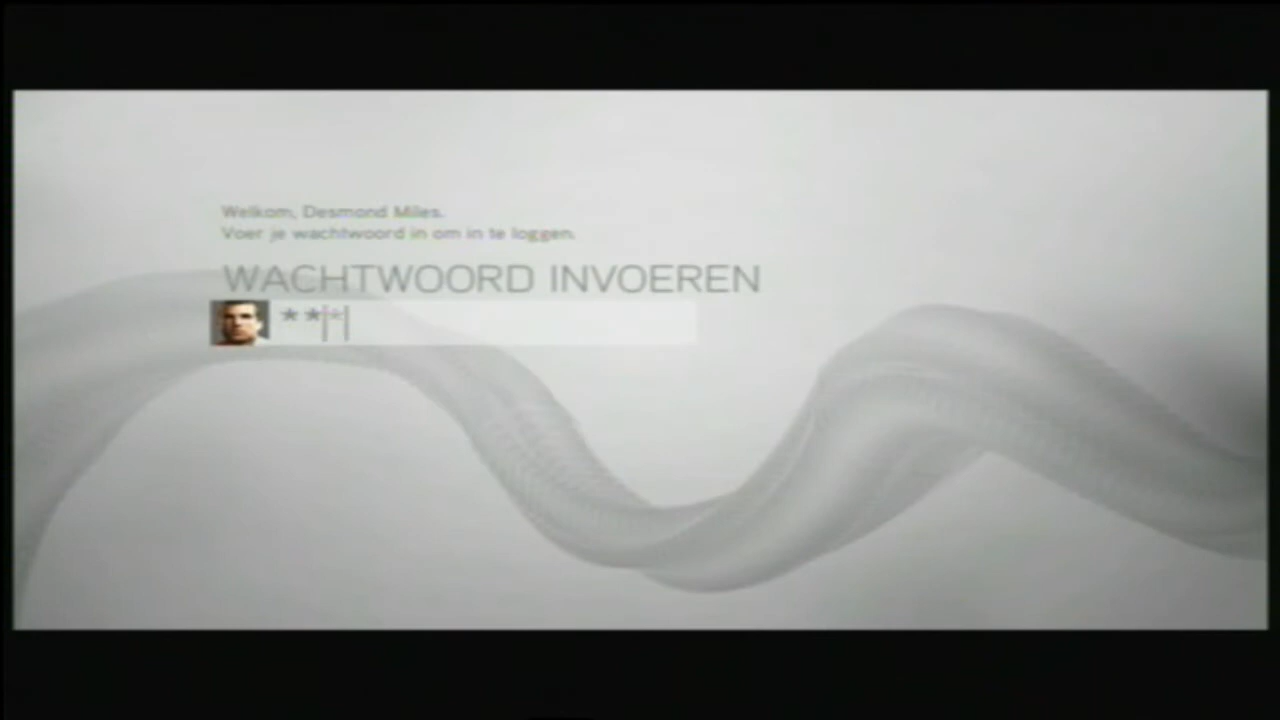 Welkom, Desmond Miles.
Voer je wachtwoord in om in te loggen.
WACHTWOORD INVOEREN
***